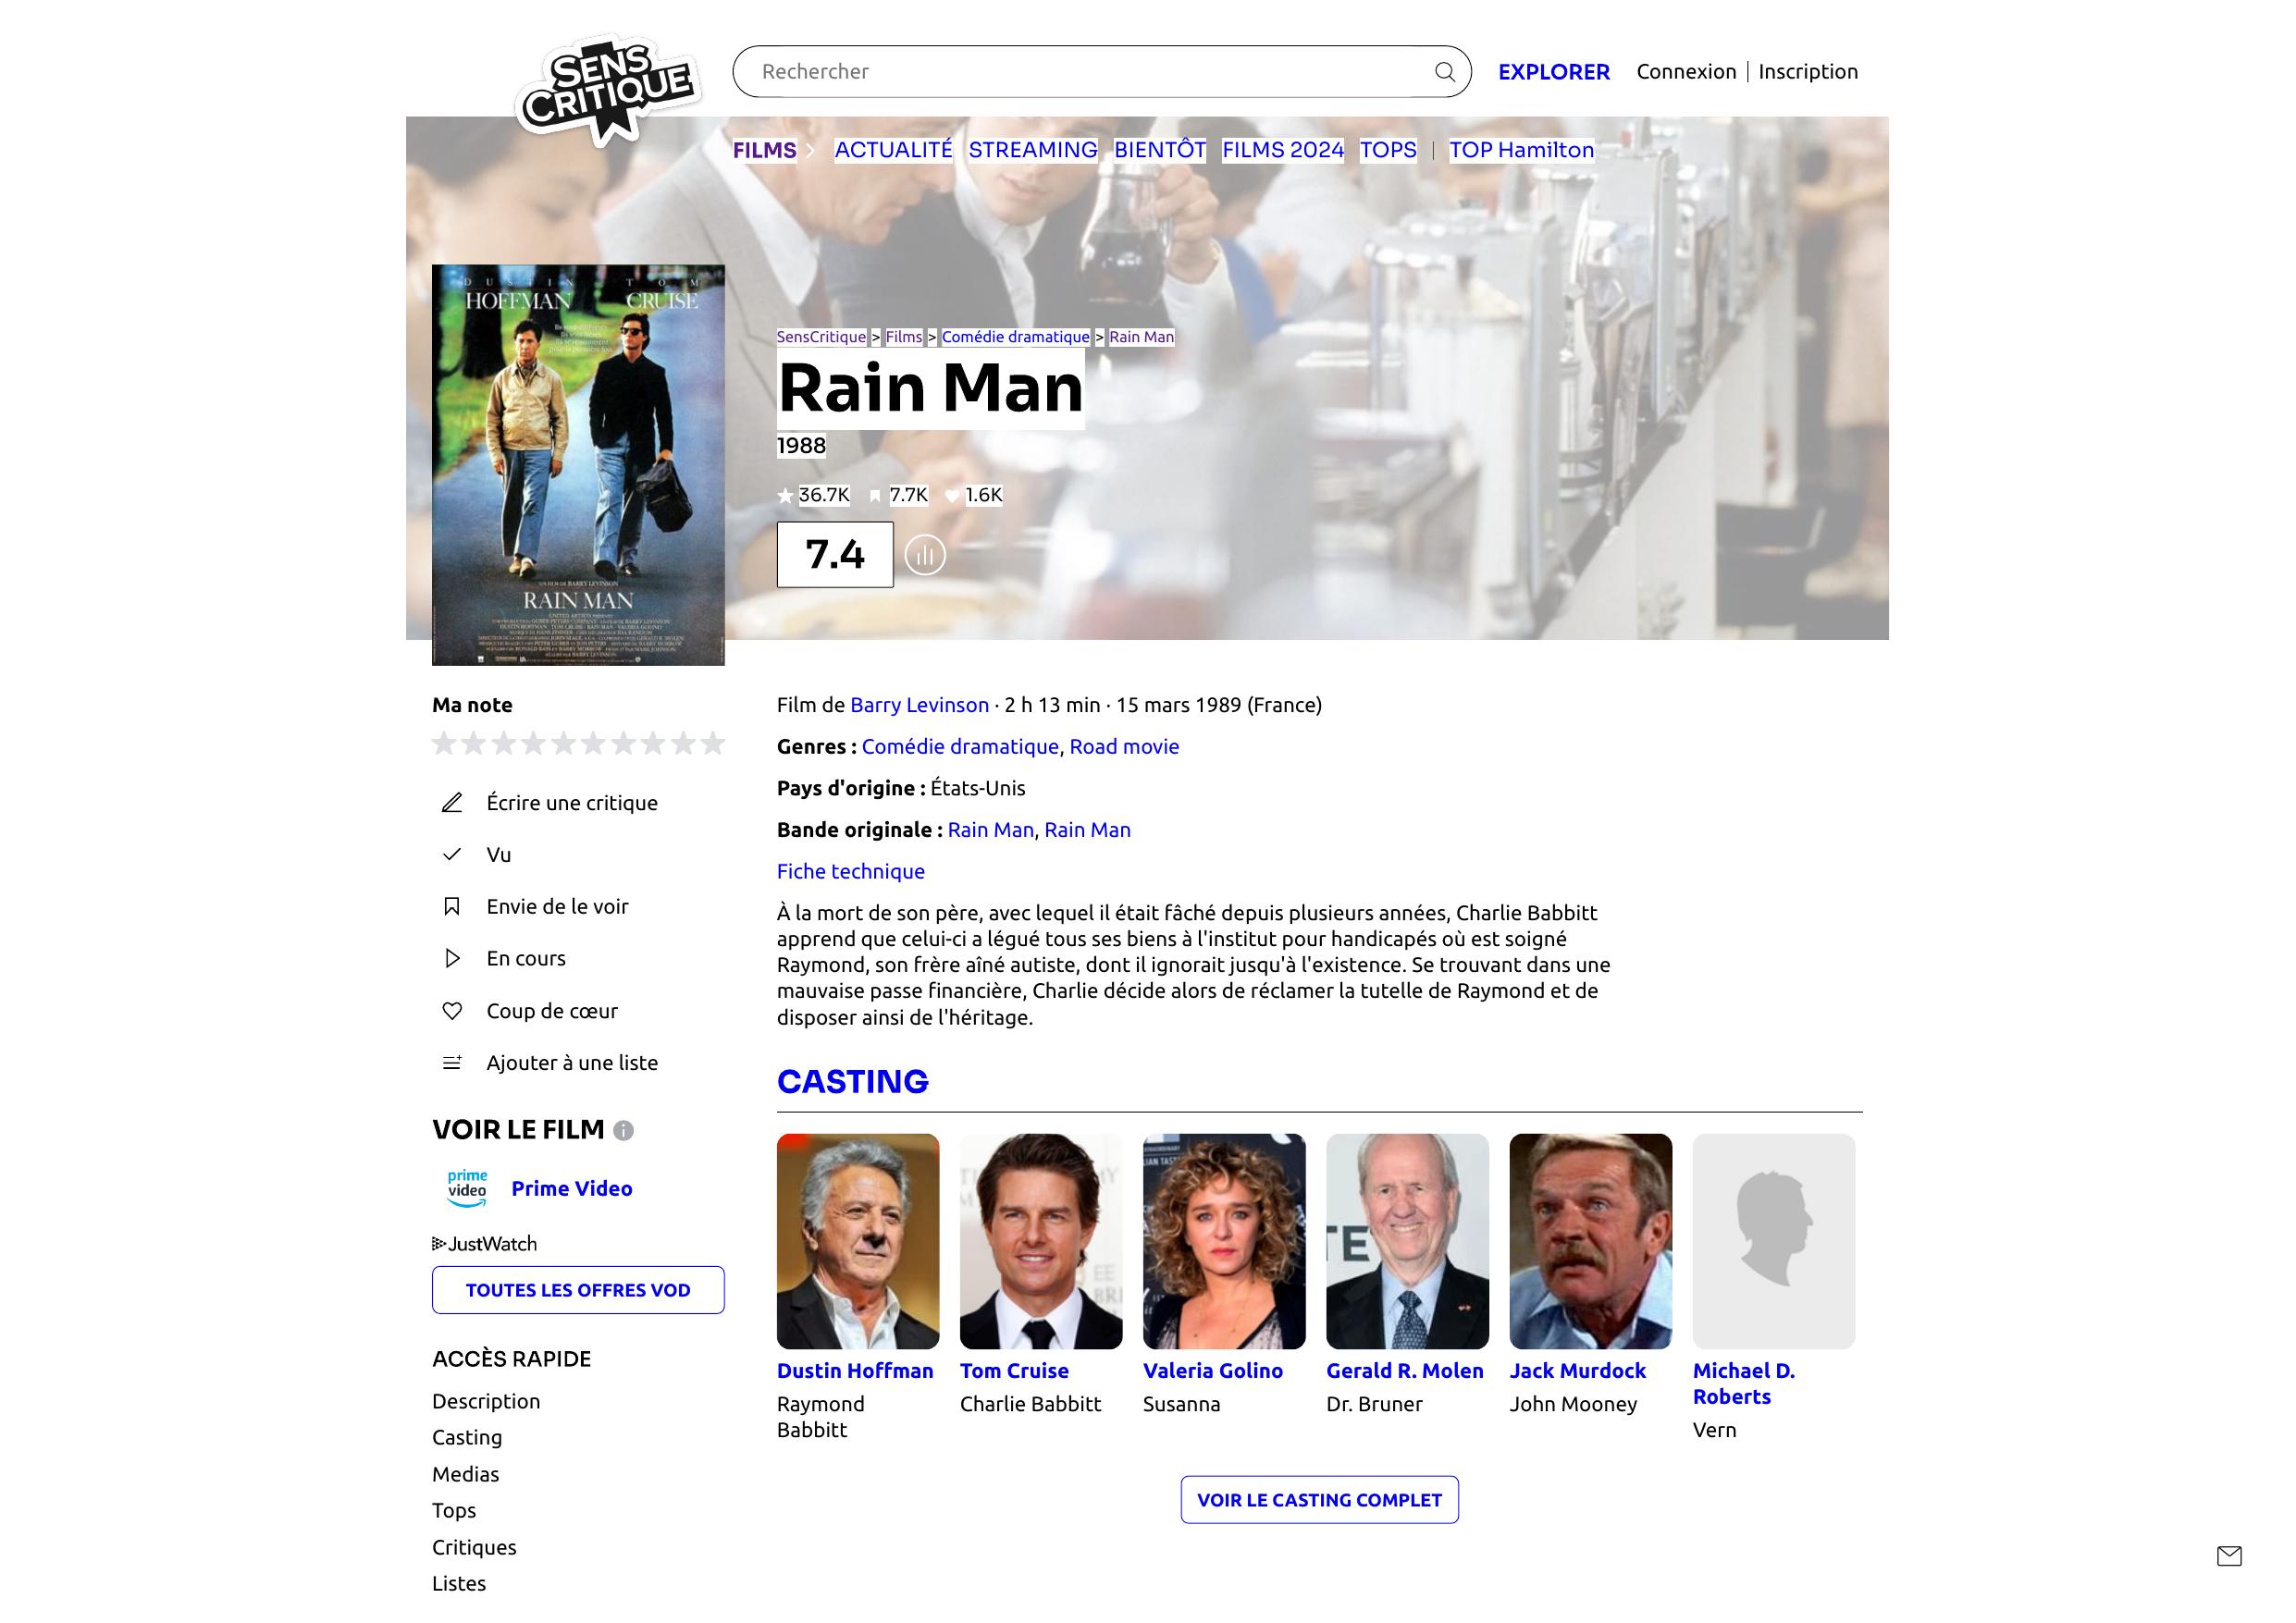 SENS
CRITIQUE
Rechercher
EXPLORER
Connexion | Inscription
FILMS
ACTUALITÉ
STREAMING
BIENTÔT
FILMS 2024
TOPS
| TOP Hamilton
DUSTIN
HOFFMAN
TOM
CRUISE
UN FILM DE BARRY LEVINSON
RAIN MAN
SensCritique > Films > Comédie dramatique > Rain Man
Rain Man
1988
36.7K
7.7K
1.6K
7.4
Ma note
Écrire une critique
Vu
Envie de le voir
En cours
Coup de cœur
Ajouter à une liste
VOIR LE FILM
prime
video
Prime Video
JustWatch
TOUTES LES OFFRES VOD
ACCÈS RAPIDE
Description
Casting
Medias
Tops
Critiques
Listes
Film de Barry Levinson · 2 h 13 min · 15 mars 1989 (France)
Genres : Comédie dramatique, Road movie
Pays d'origine : États-Unis
Bande originale : Rain Man, Rain Man
Fiche technique
À la mort de son père, avec lequel il était fâché depuis plusieurs années, Charlie Babbitt
apprend que celui-ci a légué tous ses biens à l'institut pour handicapés où est soigné
Raymond, son frère aîné autiste, dont il ignorait jusqu'à l'existence. Se trouvant dans une
mauvaise passe financière, Charlie décide alors de réclamer la tutelle de Raymond et de
disposer ainsi de l'héritage.
CASTING
Dustin Hoffman
Raymond
Babbitt
Tom Cruise
Charlie Babbitt
Valeria Golino
Susanna
Gerald R. Molen
Dr. Bruner
Jack Murdock
John Mooney
Michael D.
Roberts
Vern
VOIR LE CASTING COMPLET